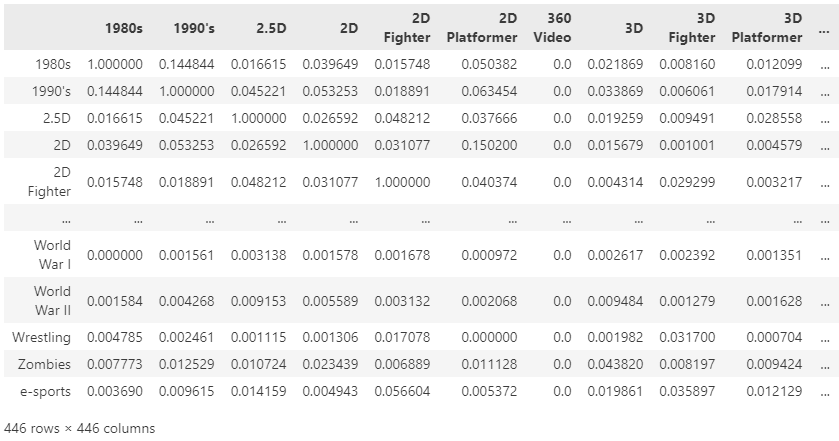 1980s 1990's 2.5D 2D 2D Fighter 2D Platformer 360 Video 3D 3D Fighter 3D Platformer ...
1980s 1.000000 0.144844 0.016615 0.039649 0.015748 0.050382 0.0 0.021869 0.008160 0.012099 ...
1990's 0.144844 1.000000 0.045221 0.053253 0.018891 0.063454 0.0 0.033869 0.006061 0.017914 ...
2.5D 0.016615 0.045221 1.000000 0.026592 0.048212 0.037666 0.0 0.019259 0.009491 0.028558 ...
2D 0.039649 0.053253 0.026592 1.000000 0.031077 0.150200 0.0 0.015679 0.001001 0.004579 ...
2D Fighter 0.015748 0.018891 0.048212 0.031077 1.000000 0.040374 0.0 0.004314 0.029299 0.003217 ...
... ... ... ... ... ... ... ... ... ... ... ...
World War I 0.000000 0.001561 0.003138 0.001578 0.001678 0.000972 0.0 0.002617 0.002392 0.001351 ...
World War II 0.001584 0.004268 0.009153 0.005589 0.003132 0.002068 0.0 0.009484 0.001279 0.001628 ...
Wrestling 0.004785 0.002461 0.001115 0.001306 0.017078 0.000000 0.0 0.001982 0.031700 0.000704 ...
Zombies 0.007773 0.012529 0.010724 0.023439 0.006889 0.011128 0.0 0.043820 0.008197 0.009424 ...
e-sports 0.003690 0.009615 0.014159 0.004943 0.056604 0.005372 0.0 0.019861 0.035897 0.012129 ...
446 rows × 446 columns